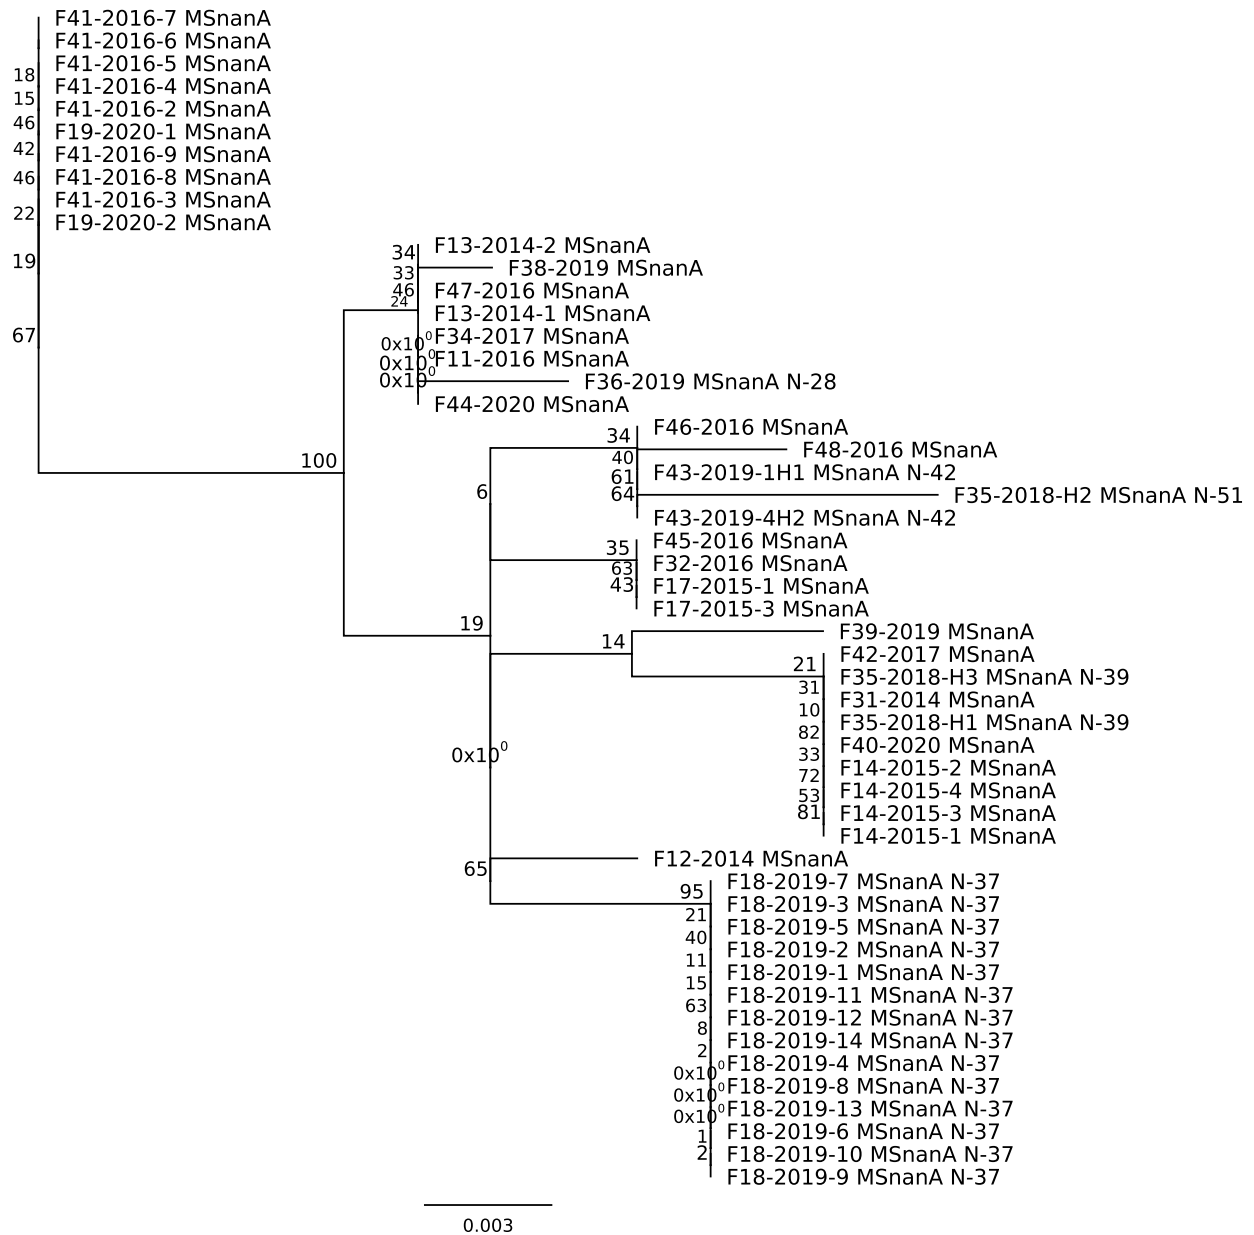 F41-2016-7 MSnanA
F41-2016-6 MSnanA
F41-2016-5 MSnanA
18
F41-2016-4 MSnanA
15
F41-2016-2 MSnanA
46
F19-2020-1 MSnanA
42
F41-2016-9 MSnanA
46
F41-2016-8 MSnanA
F41-2016-3 MSnanA
22
F19-2020-2 MSnanA
19
67
F13-2014-2 MSnanA
34
F38-2019 MSnanA
33
F47-2016 MSnanA
46
24
F13-2014-1 MSnanA
F34-2017 MSnanA
0x10⁰
F11-2016 MSnanA
0x10⁰
F36-2019 MSnanA N-28
0x10⁰
F44-2020 MSnanA
100
F46-2016 MSnanA
34
F48-2016 MSnanA
40
F43-2019-1H1 MSnanA N-42
61
6
64
F35-2018-H2 MSnanA N-51
F43-2019-4H2 MSnanA N-42
F45-2016 MSnanA
35
F32-2016 MSnanA
63
F17-2015-1 MSnanA
43
F17-2015-3 MSnanA
19
F39-2019 MSnanA
14
F42-2017 MSnanA
21
F35-2018-H3 MSnanA N-39
31
F31-2014 MSnanA
10
F35-2018-H1 MSnanA N-39
82
F40-2020 MSnanA
0x10⁰
33
F14-2015-2 MSnanA
72
F14-2015-4 MSnanA
53
F14-2015-3 MSnanA
81
F14-2015-1 MSnanA
F12-2014 MSnanA
65
F18-2019-7 MSnanA N-37
95
F18-2019-3 MSnanA N-37
21
F18-2019-5 MSnanA N-37
40
F18-2019-2 MSnanA N-37
11
F18-2019-1 MSnanA N-37
15
F18-2019-11 MSnanA N-37
63
F18-2019-12 MSnanA N-37
8
F18-2019-14 MSnanA N-37
2
F18-2019-4 MSnanA N-37
0x10⁰
F18-2019-8 MSnanA N-37
0x10⁰
F18-2019-13 MSnanA N-37
0x10⁰
F18-2019-6 MSnanA N-37
1
F18-2019-10 MSnanA N-37
2
F18-2019-9 MSnanA N-37
0.003